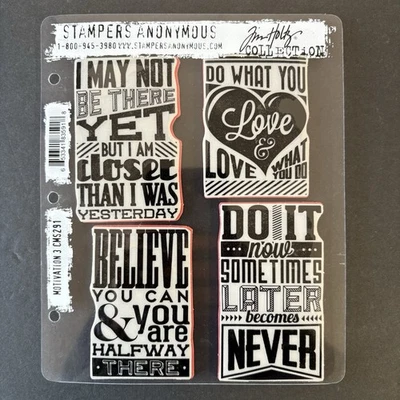 STAMPERS ANONYMOUS
1-800-945-3980 WWW.STAMPERSANONYMOUS.COM
Tim Holtz
COLLECTION
I MAY NOT
BE THERE
YET
BUT I AM
closer
THAN I WAS
YESTERDAY
DO WHAT YOU
Love
&
LOVE WHAT
YOU DO
BELIEVE
YOU CAN
& you
are
HALFWAY
THERE
DO IT
now
SOMETIMES
LATER
becomes
NEVER
MOTIVATION 3 CMS291